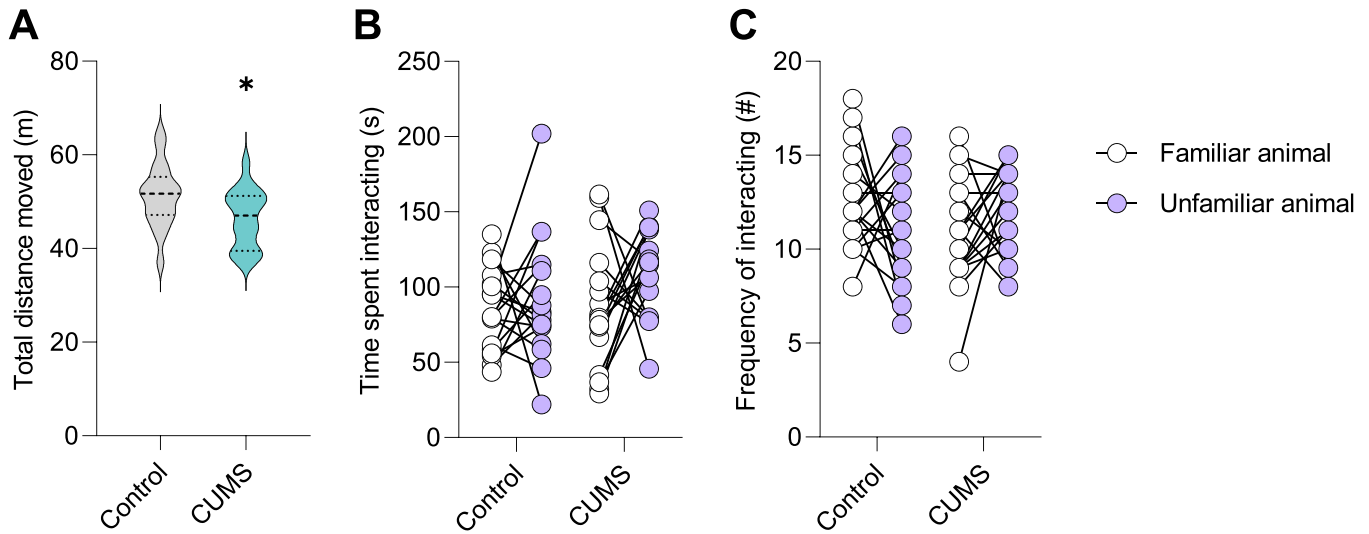 A
Total distance moved (m)
80
60
40
20
0
*
Control
CUMS
B
Time spent interacting (s)
250
200
150
100
50
0
Control
CUMS
C
Frequency of interacting (#)
20
15
10
5
0
Control
CUMS
Familiar animal
Unfamiliar animal